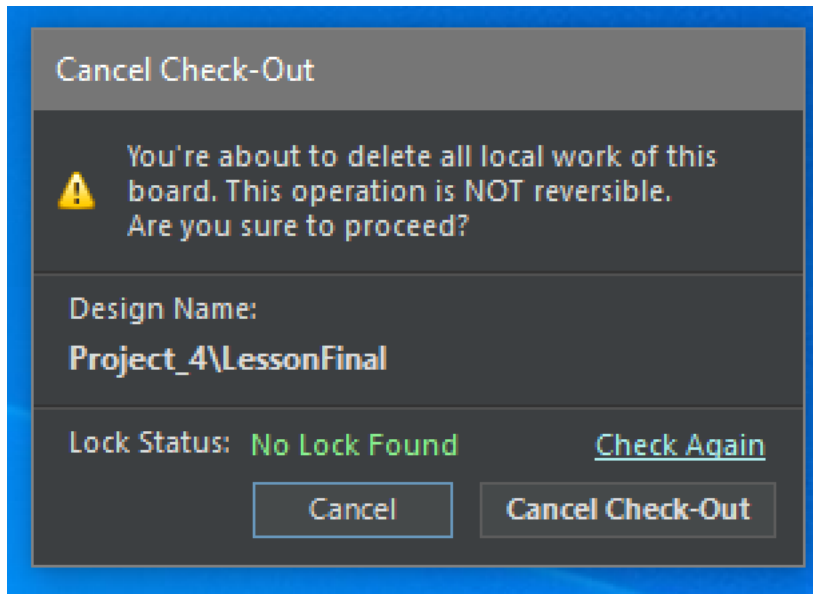 Cancel Check-Out
You're about to delete all local work of this
board. This operation is NOT reversible.
Are you sure to proceed?
Design Name:
Project_4\LessonFinal
Lock Status: No Lock Found Check Again
Cancel Cancel Check-Out